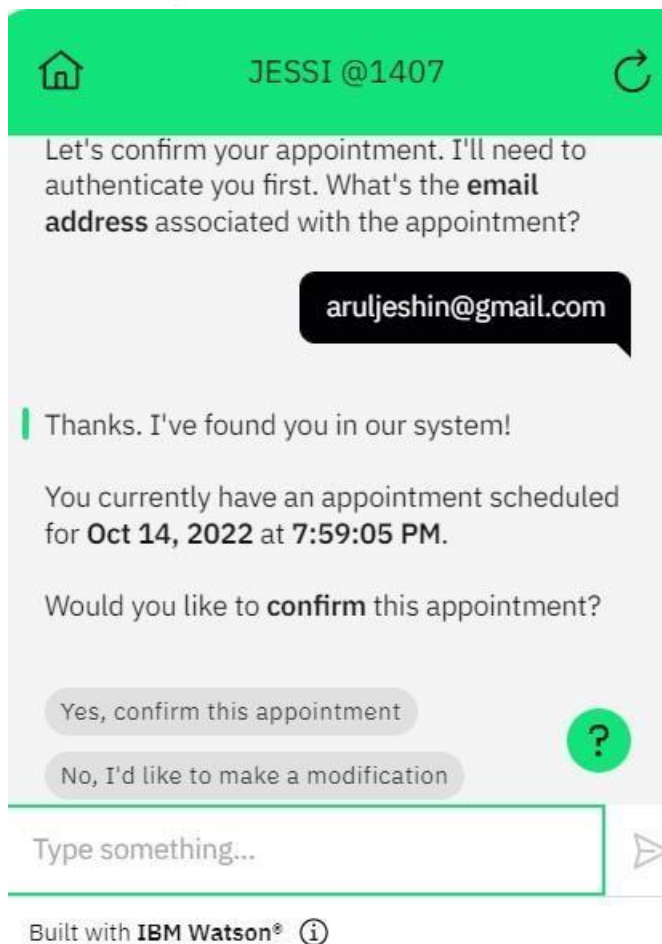 JESSI @1407
Let's confirm your appointment. I'll need to
authenticate you first. What's the email
address associated with the appointment?
aruljeshin@gmail.com
Thanks. I've found you in our system!
You currently have an appointment scheduled
for Oct 14, 2022 at 7:59:05 PM.
Would you like to confirm this appointment?
Yes, confirm this appointment
?
No, I'd like to make a modification
Type something...
Built with IBM Watson®